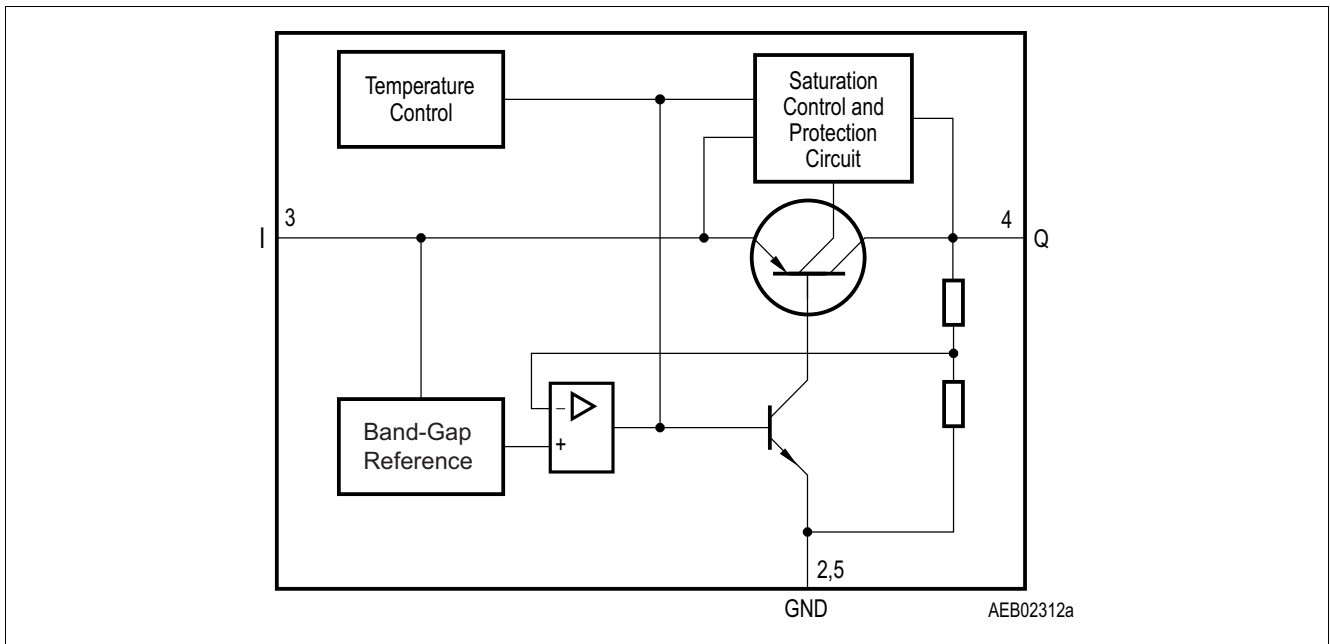 Temperature
Control
Saturation
Control and
Protection
Circuit
I
3
4
Q
Band-Gap
Reference
−
+
2,5
GND
AEB02312a